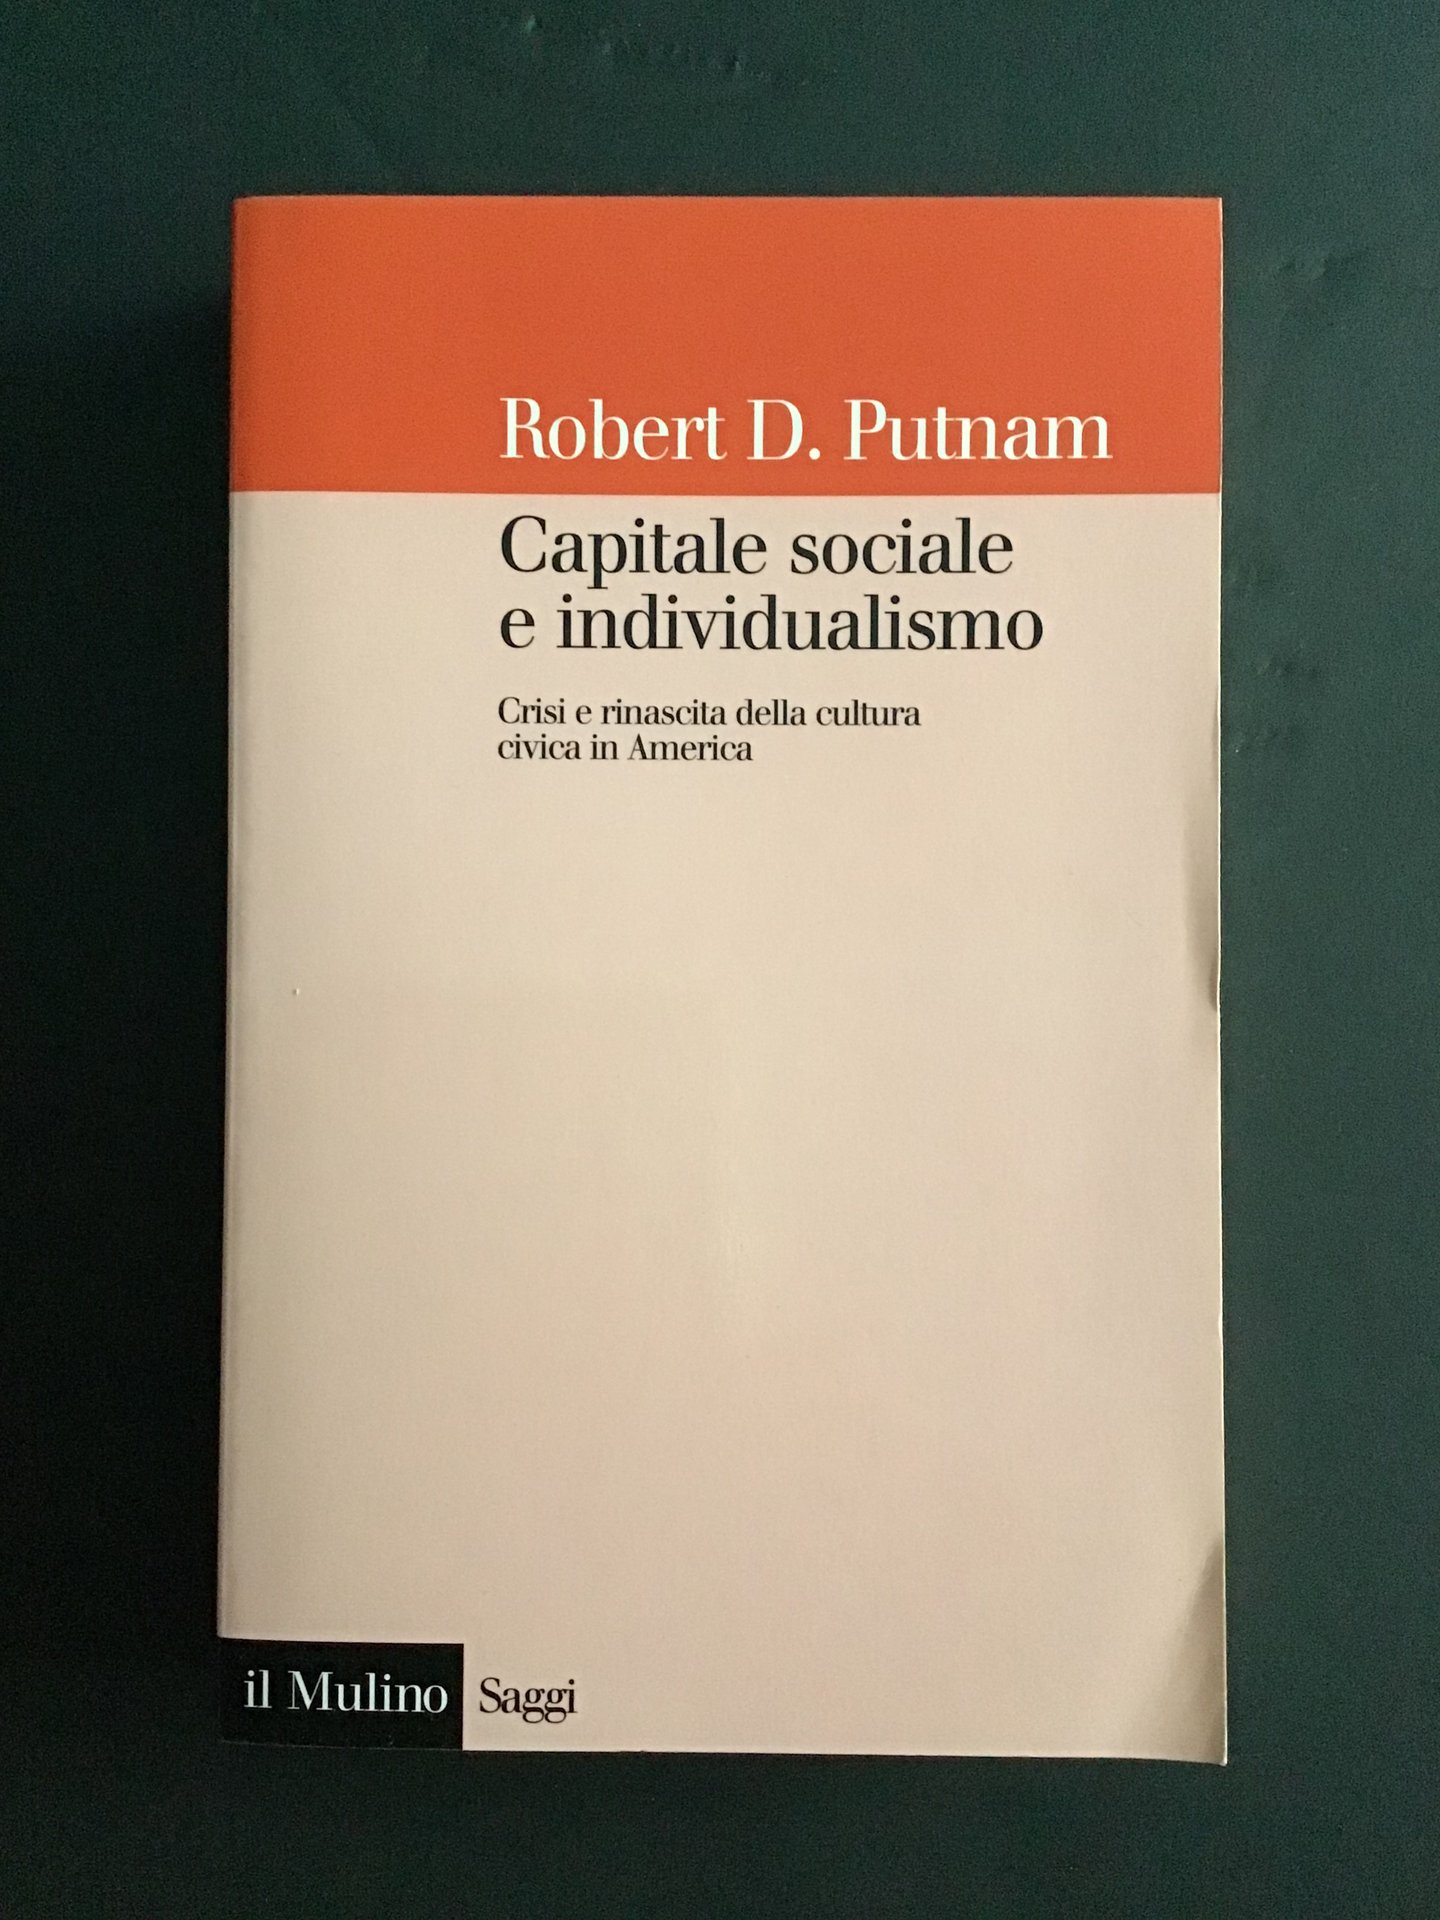 Robert D. Putnam
Capitale sociale
e individualismo
Crisi e rinascita della cultura
civica in America
il Mulino Saggi